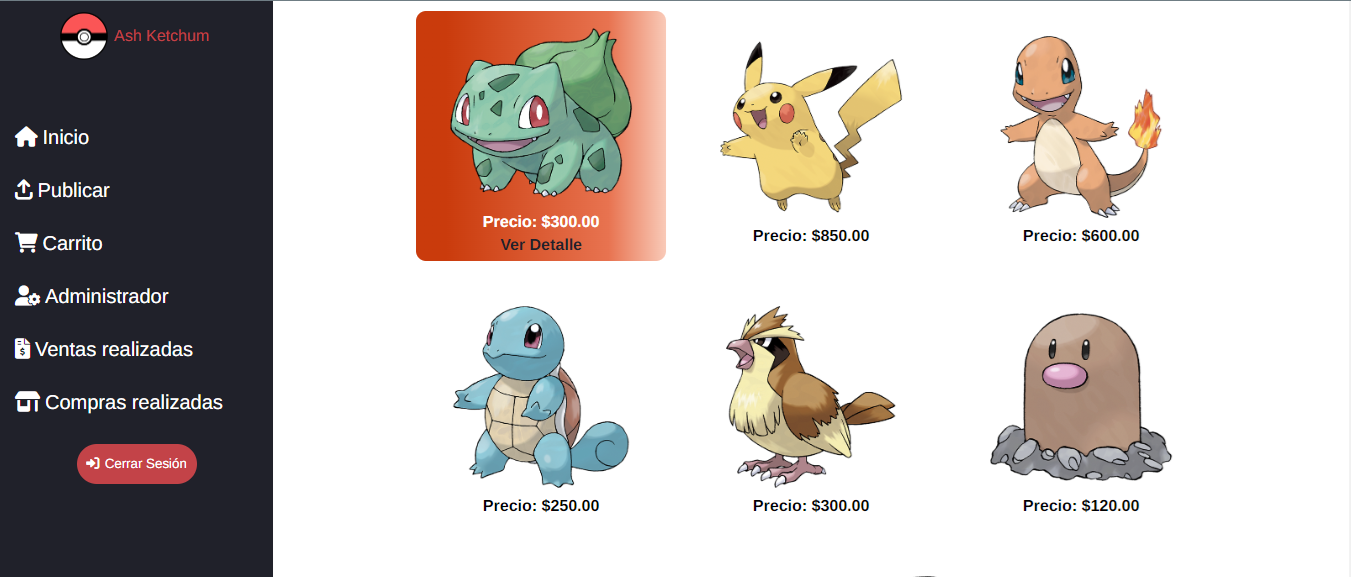 Ash Ketchum
Inicio
Publicar
Carrito
Administrador
Ventas realizadas
Compras realizadas
Cerrar Sesión
Precio: $300.00
Ver Detalle
Precio: $850.00
Precio: $600.00
Precio: $250.00
Precio: $300.00
Precio: $120.00